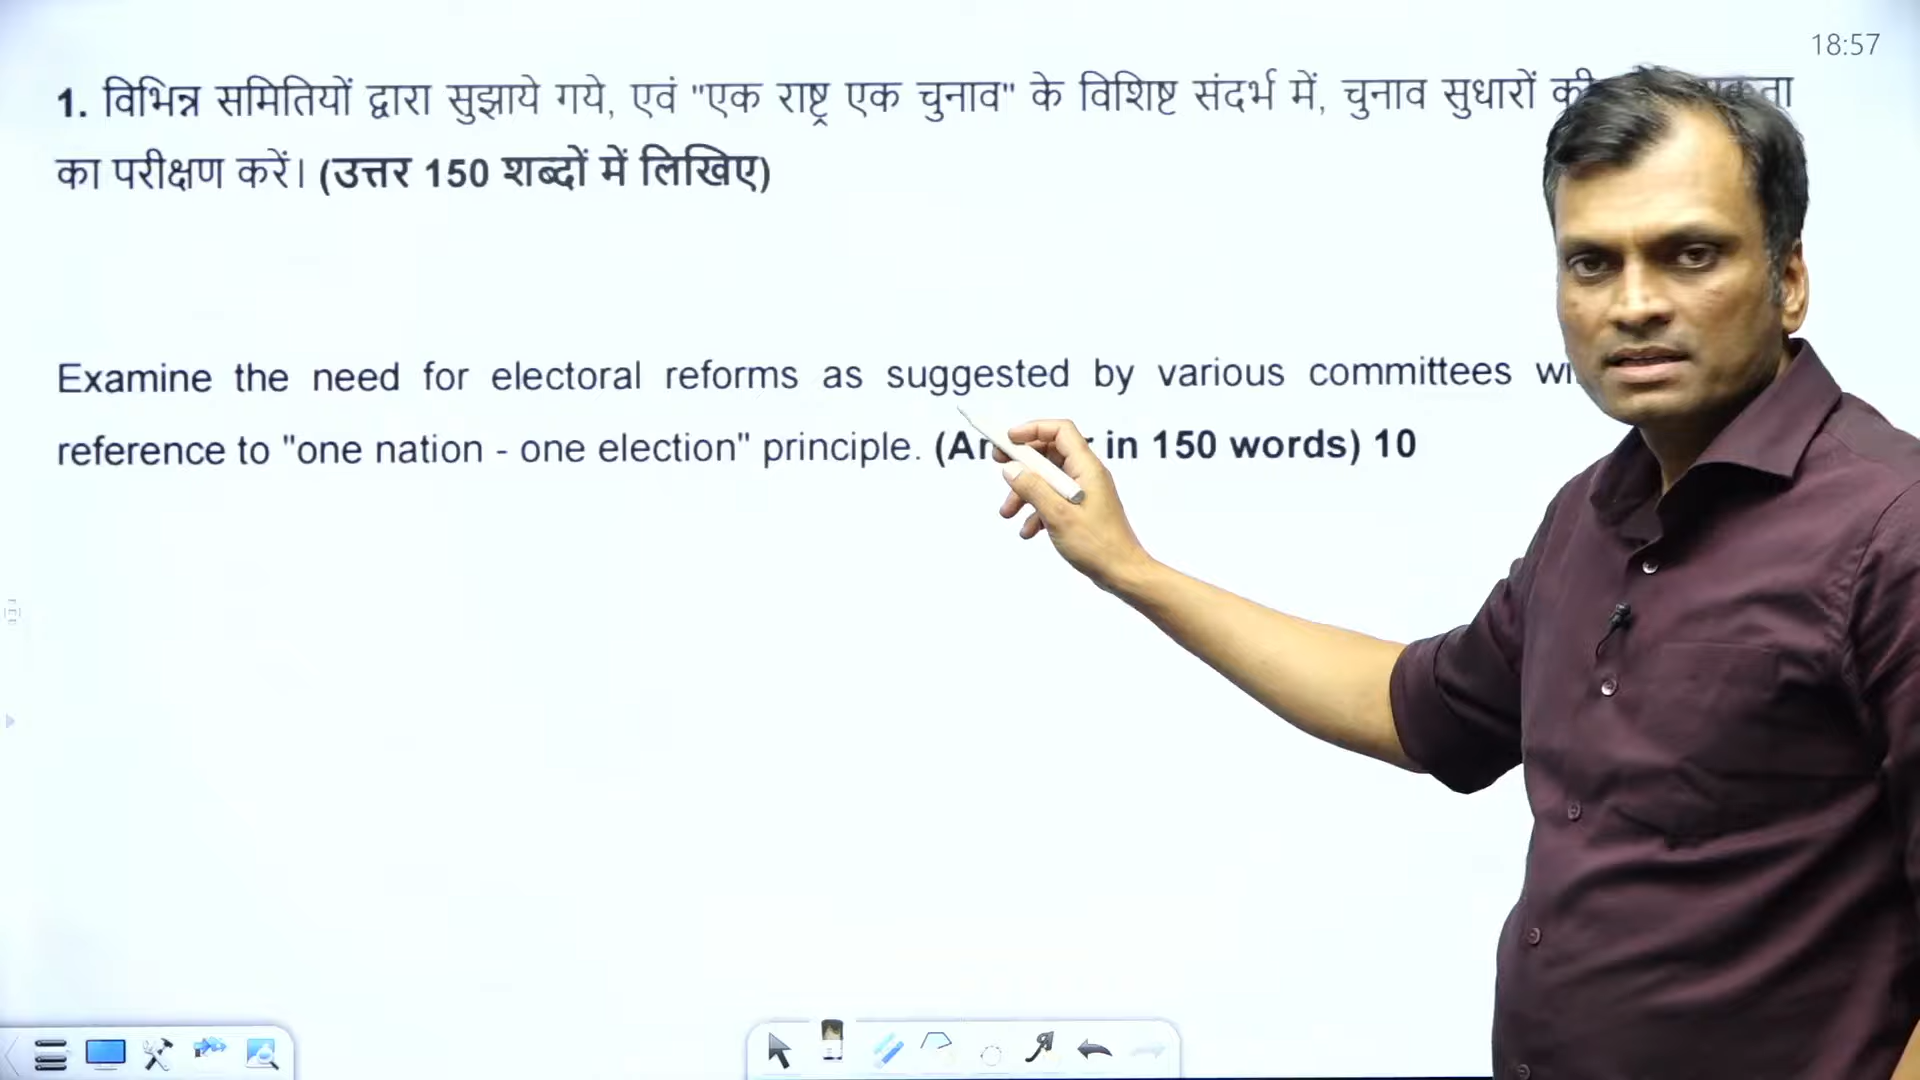 18:57
1. विभिन्न समितियों द्वारा सुझाये गये, एवं "एक राष्ट्र एक चुनाव" के विशिष्ट संदर्भ में, चुनाव सुधारों
का परीक्षण करें। (उत्तर 150 शब्दों में लिखिए)
Examine the need for electoral reforms as suggested by various committees
reference to "one nation - one election" principle. in 150 words) 10